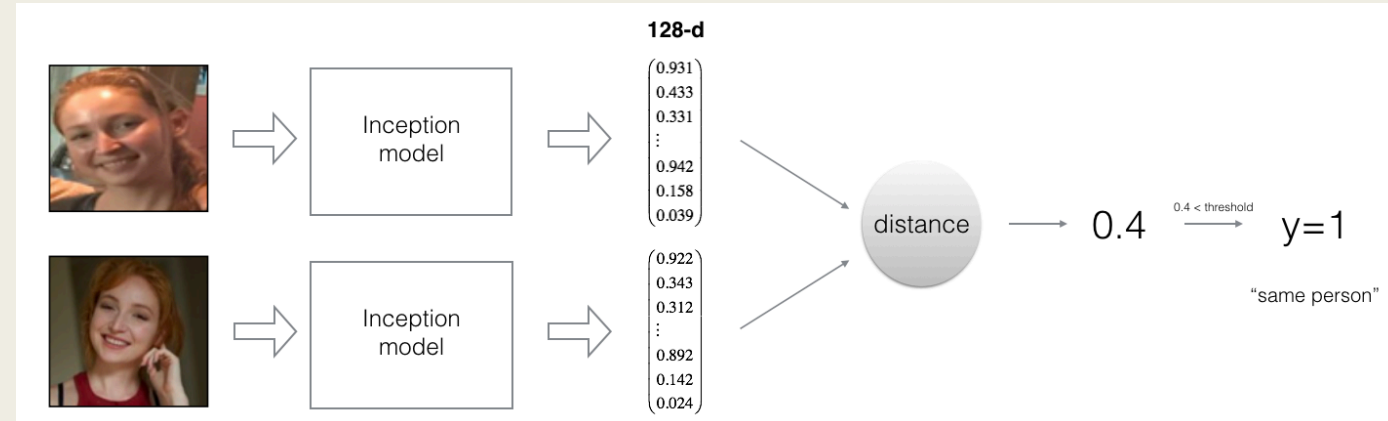 128-d
0.931
0.433
0.331
⋮
0.942
0.158
0.039
Inception
model
distance
0.4
0.4 < threshold
y=1
“same person”
0.922
0.343
0.312
⋮
0.892
0.142
0.024
Inception
model